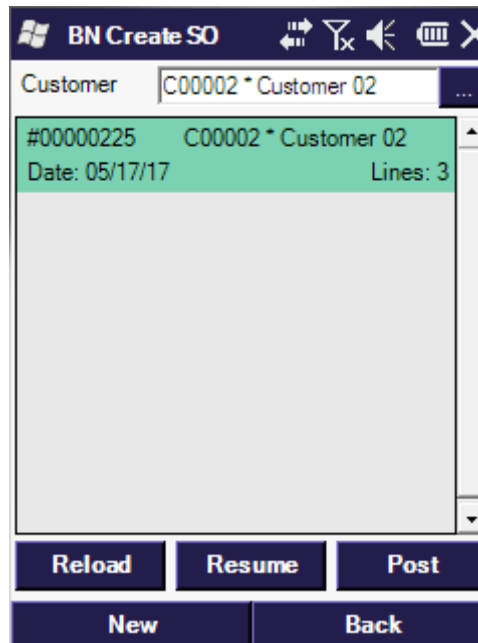 BN Create SO
Customer C00002 * Customer 02 ...
#00000225 C00002 * Customer 02
Date: 05/17/17 Lines: 3
Reload Resume Post
New Back